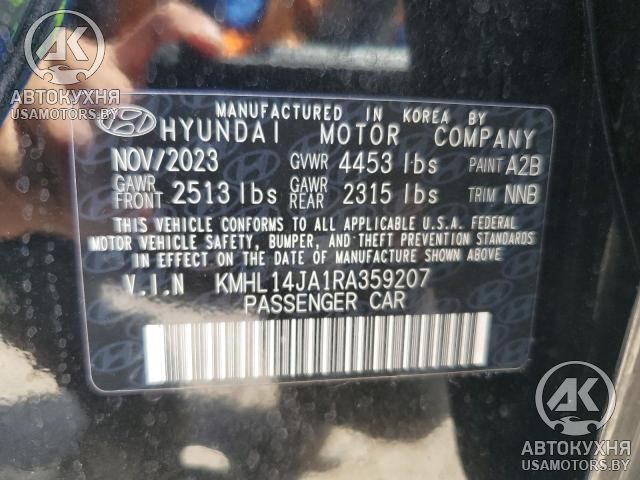 АК
АВТОКУХНЯ
USAMOTORS.BY
MANUFACTURED IN KOREA BY
HYUNDAI MOTOR COMPANY
NOV/2023 GVWR 4453 lbs PAINT A2B
GAWR FRONT 2513 lbs GAWR REAR 2315 lbs TRIM NNB
THIS VEHICLE CONFORMS TO ALL APPLICABLE U.S.A. FEDERAL
MOTOR VEHICLE SAFETY, BUMPER, AND THEFT PREVENTION STANDARDS
IN EFFECT ON THE DATE OF MANUFACTURE SHOWN ABOVE.
V.I.N KMHL14JA1RA359207
PASSENGER CAR
АК
АВТОКУХНЯ
USAMOTORS.BY